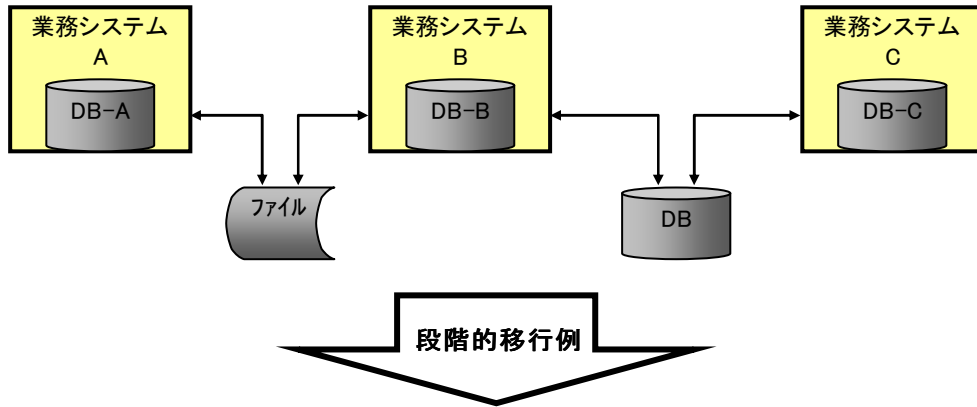 業務システム
A
DB-A
業務システム
B
DB-B
業務システム
C
DB-C
ファイル
DB
段階的移行例